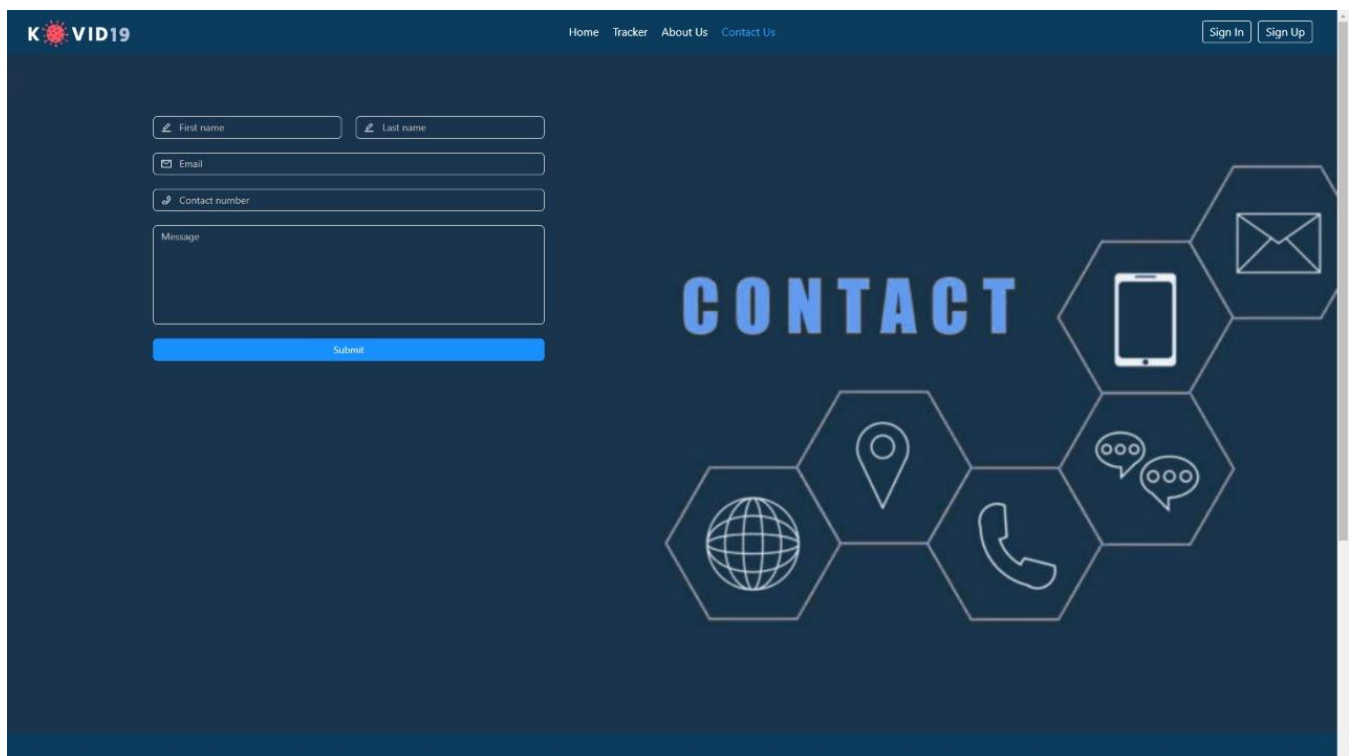 KOVID19
Home Tracker About Us Contact Us
Sign In Sign Up
First name Last name
Email
Contact number
Message
Submit
CONTACT